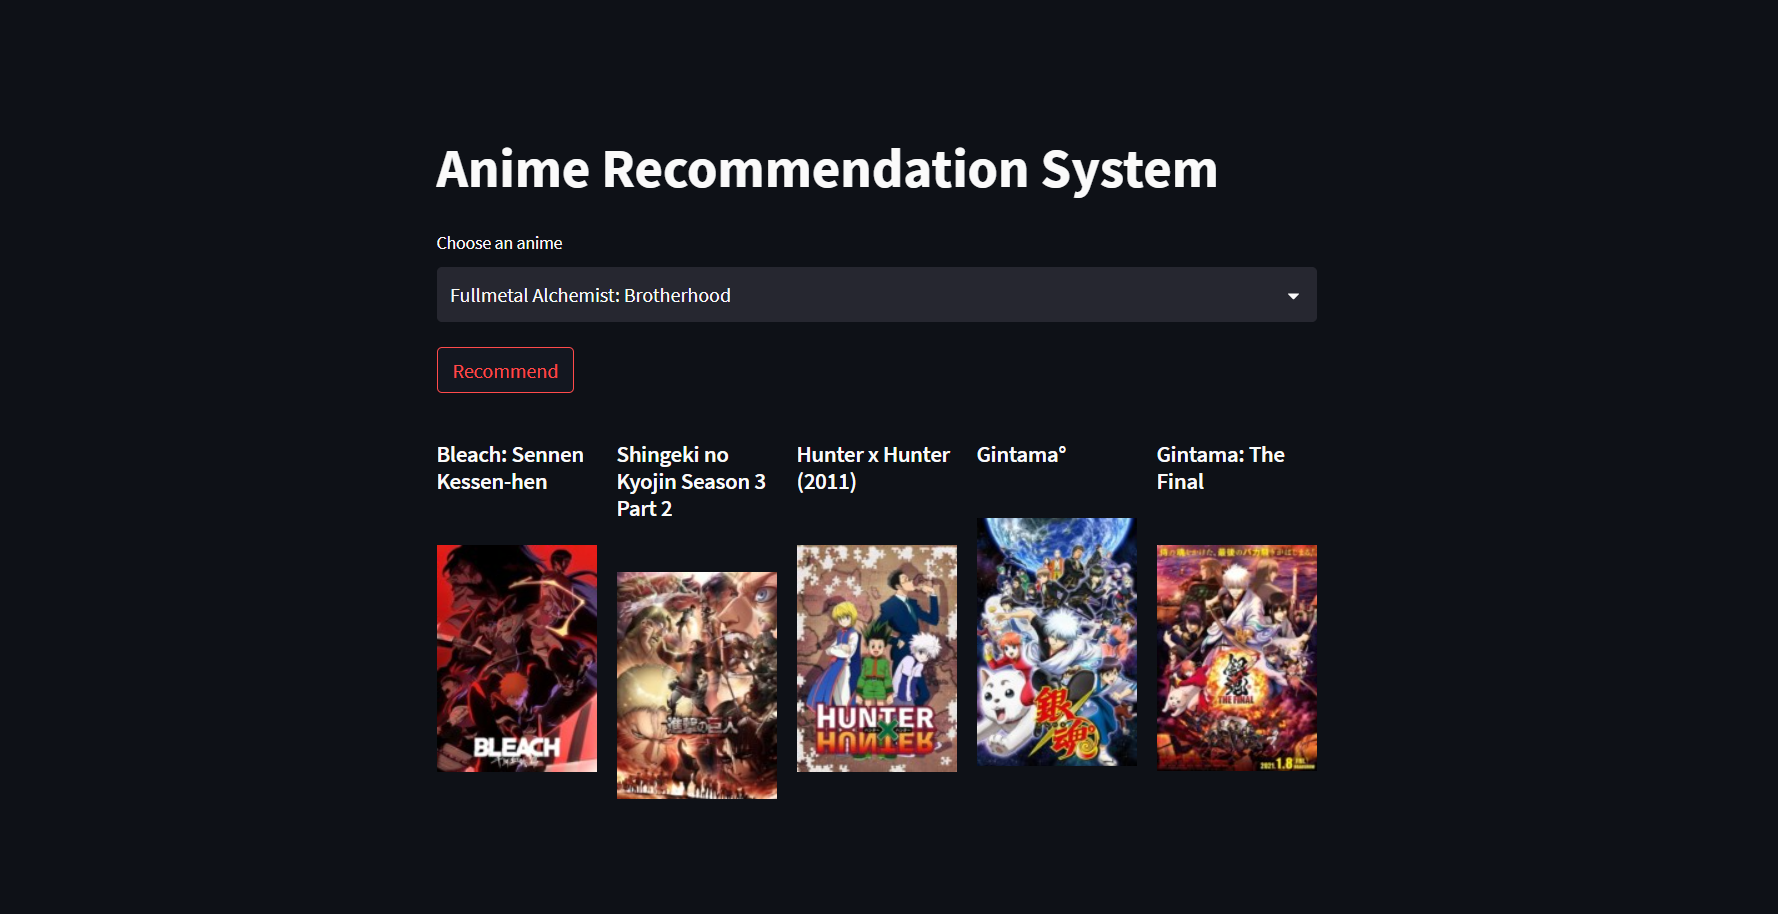 Anime Recommendation System
Choose an anime
Fullmetal Alchemist: Brotherhood
Recommend
Bleach: Sennen
Kessen-hen
Shingeki no
Kyojin Season 3
Part 2
Hunter x Hunter
(2011)
Gintama°
Gintama: The
Final
BLEACH
進撃の巨人
HUNTER
×
HUNTER
銀魂
THE FINAL
2021.1.8